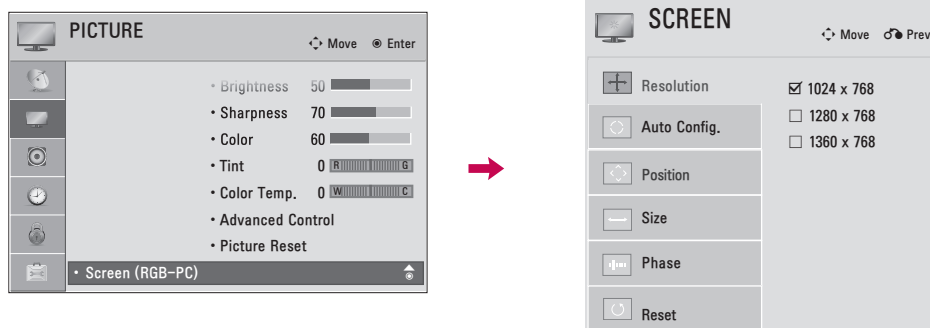 PICTURE
Move Enter
• Brightness 50
• Sharpness 70
• Color 60
• Tint 0 R G
• Color Temp. 0 W C
• Advanced Control
• Picture Reset
• Screen (RGB-PC)
SCREEN
Move Prev
Resolution
Auto Config.
Position
Size
Phase
Reset
☑ 1024 x 768
☐ 1280 x 768
☐ 1360 x 768